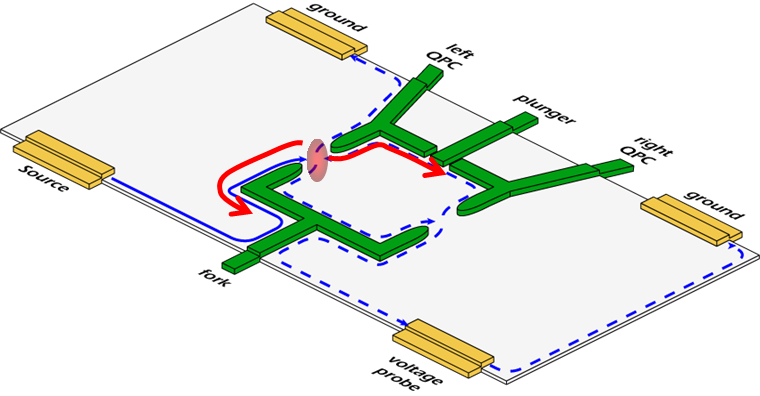 ground
left
QPC
plunger
right
QPC
Source
ground
fork
voltage
probe